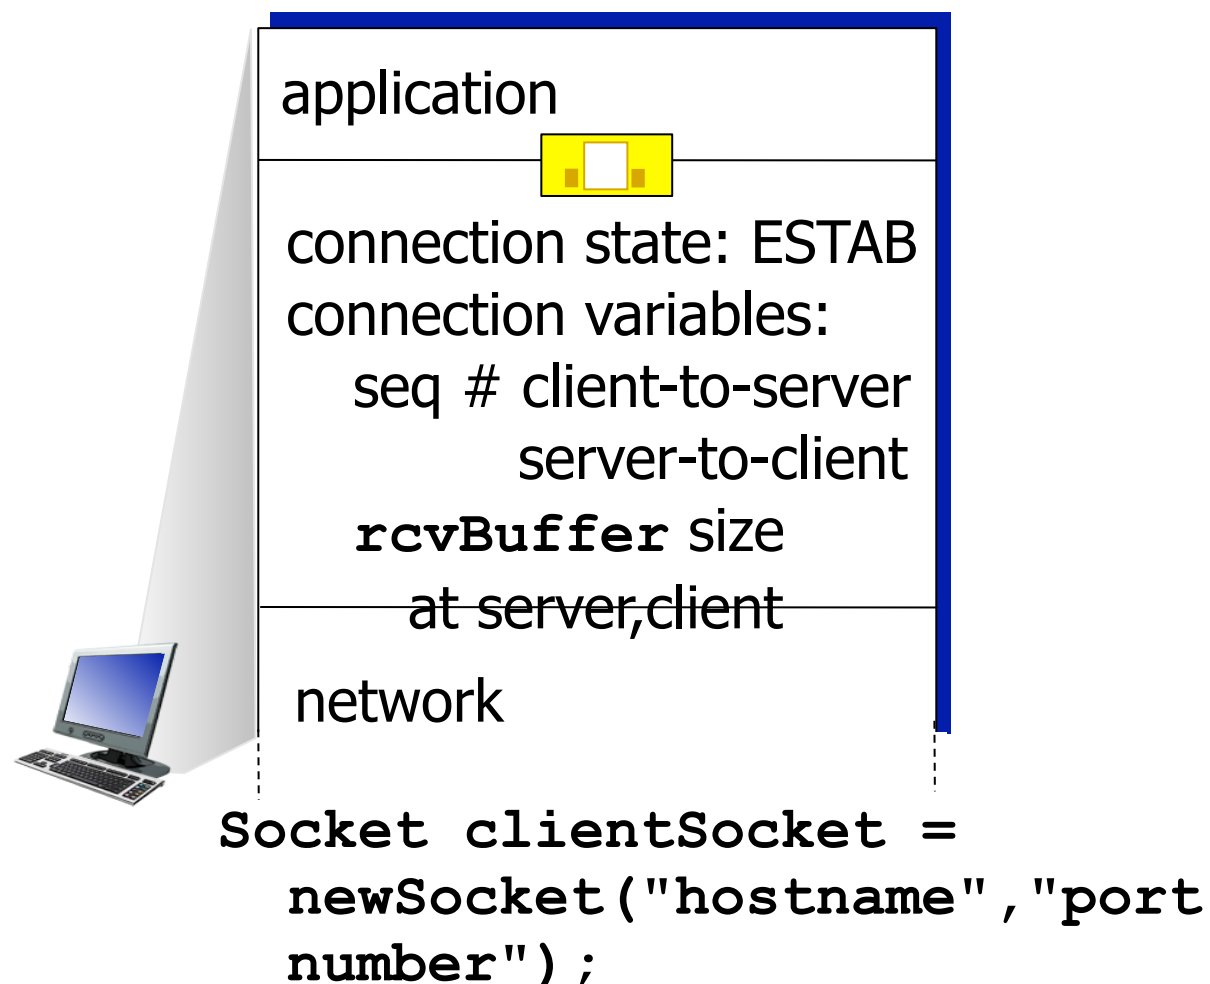 application
connection state: ESTAB
connection variables:
seq # client-to-server
server-to-client
rcvBuffer size
at server,client
network
Socket clientSocket =
newSocket("hostname","port
number");